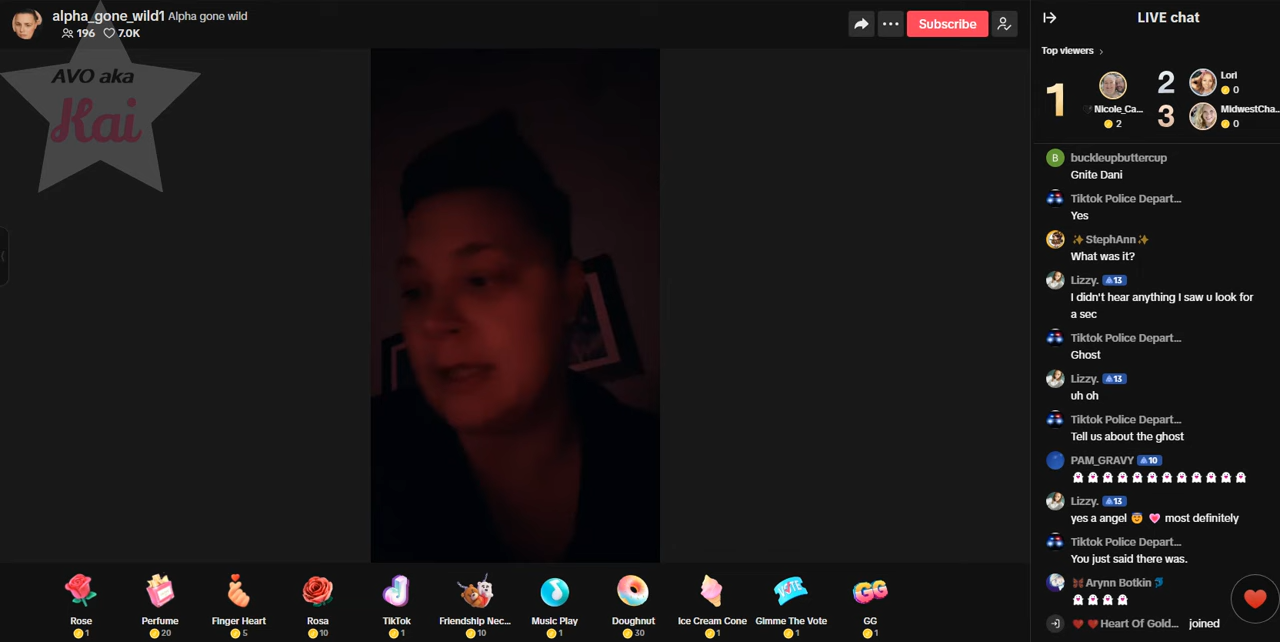 alpha_gone_wild1 Alpha gone wild
196 7.0K
Subscribe
AVO aka
Kai
LIVE chat
Top viewers
1
Nicole_Ca...
2
2
Lori
0
3
MidwestCha...
0
B
buckleupbuttercup
Gnite Dani
Tiktok Police Depart...
Yes
✨StephAnn✨
What was it?
Lizzy. 13
I didn't hear anything I saw u look for
a sec
Tiktok Police Depart...
Ghost
Lizzy. 13
uh oh
Tiktok Police Depart...
Tell us about the ghost
PAM_GRAVY 10
👻👻👻👻👻👻👻👻👻👻👻👻
Lizzy. 13
yes a angel 😇 💗 most definitely
Tiktok Police Depart...
You just said there was.
Arynn Botkin
👻👻👻👻
Heart Of Gold... joined
Rose
1
Perfume
20
Finger Heart
5
Rosa
10
TikTok
1
Friendship Nec...
10
Music Play
1
Doughnut
30
Ice Cream Cone
1
VOTE
Gimme The Vote
1
GG
GG
1